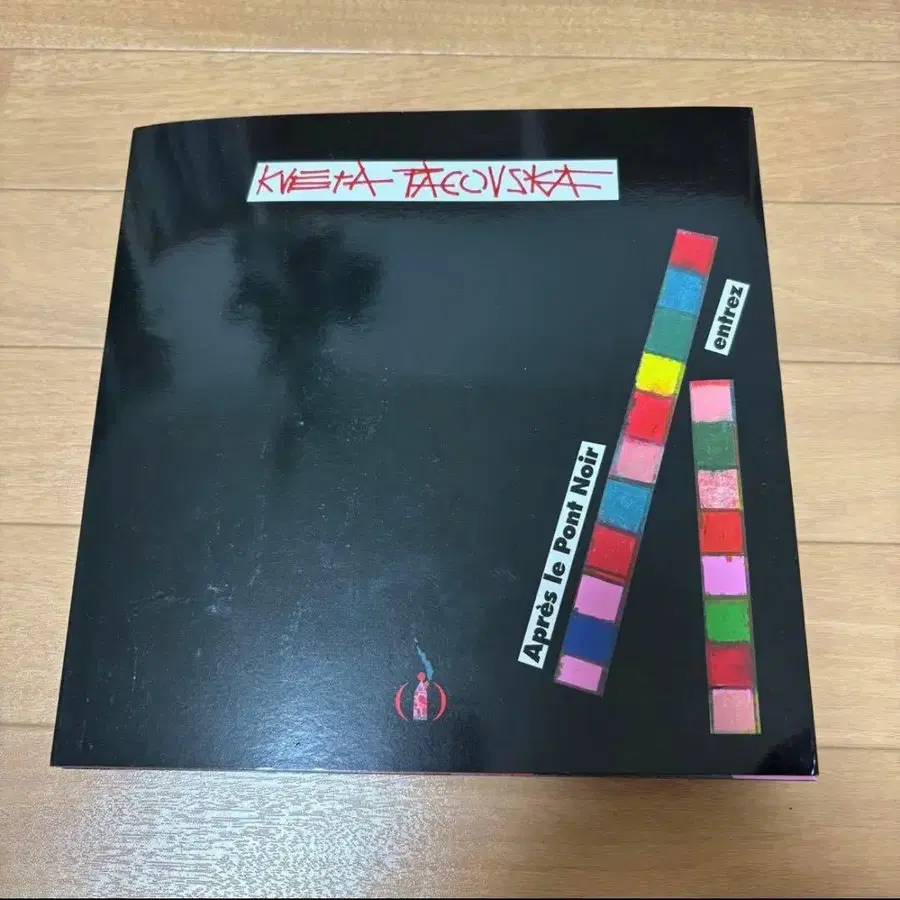 KVETA PACOVSKA
entrez
Après le Pont Noir